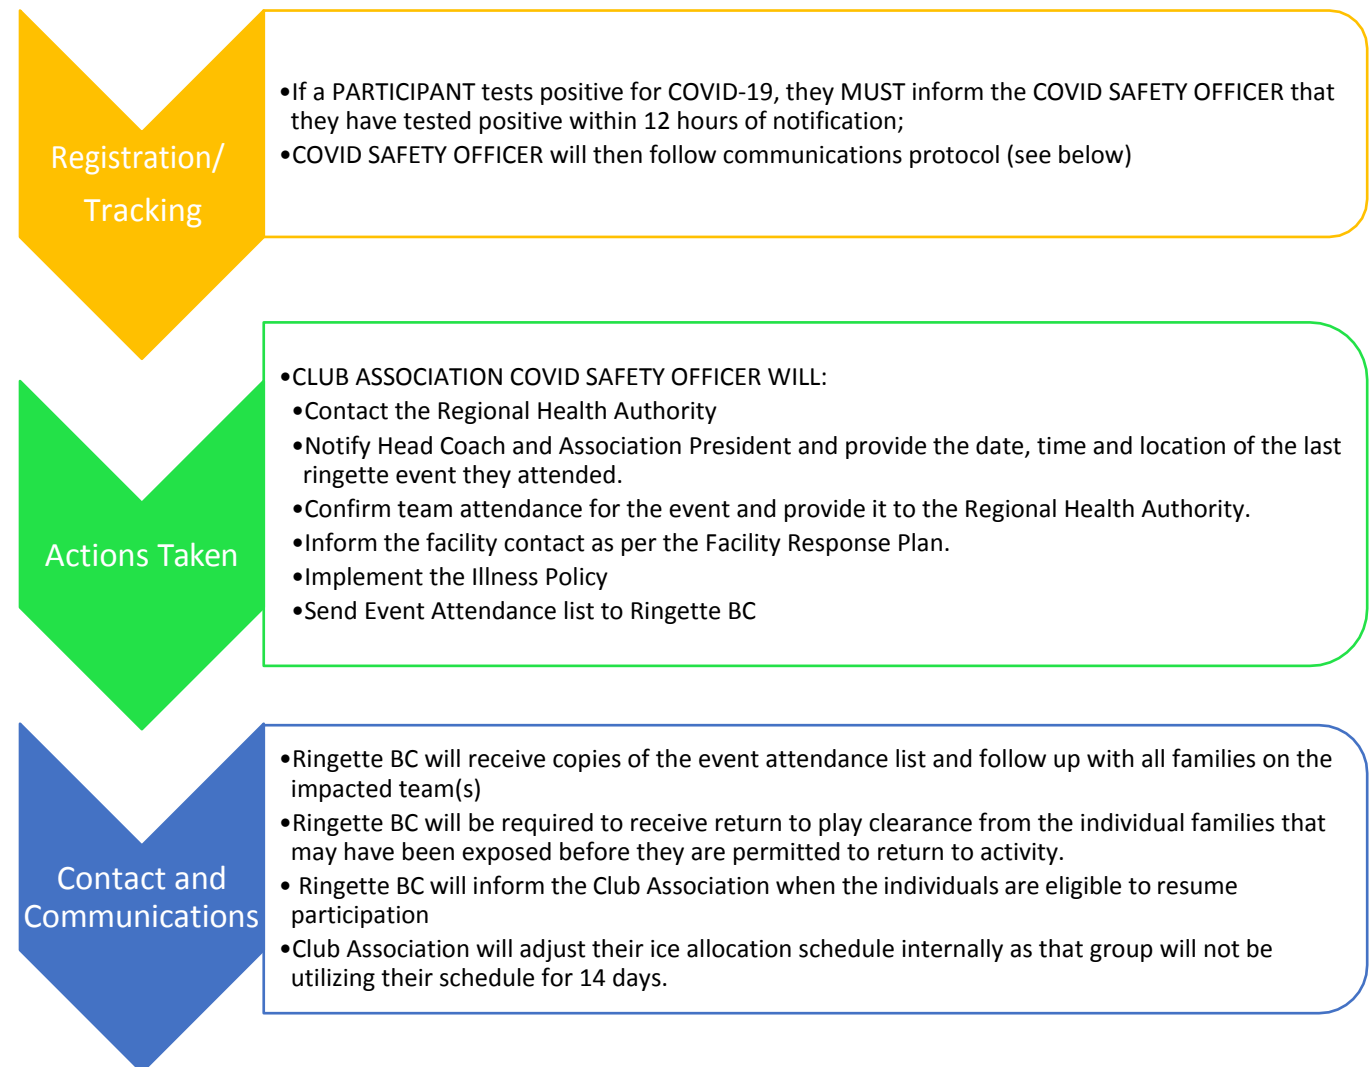 Registration/
Tracking
•If a PARTICIPANT tests positive for COVID-19, they MUST inform the COVID SAFETY OFFICER that
they have tested positive within 12 hours of notification;
•COVID SAFETY OFFICER will then follow communications protocol (see below)
Actions Taken
•CLUB ASSOCIATION COVID SAFETY OFFICER WILL:
•Contact the Regional Health Authority
•Notify Head Coach and Association President and provide the date, time and location of the last
ringette event they attended.
•Confirm team attendance for the event and provide it to the Regional Health Authority.
•Inform the facility contact as per the Facility Response Plan.
•Implement the Illness Policy
•Send Event Attendance list to Ringette BC
Contact and
Communications
•Ringette BC will receive copies of the event attendance list and follow up with all families on the
impacted team(s)
•Ringette BC will be required to receive return to play clearance from the individual families that
may have been exposed before they are permitted to return to activity.
• Ringette BC will inform the Club Association when the individuals are eligible to resume
participation
•Club Association will adjust their ice allocation schedule internally as that group will not be
utilizing their schedule for 14 days.